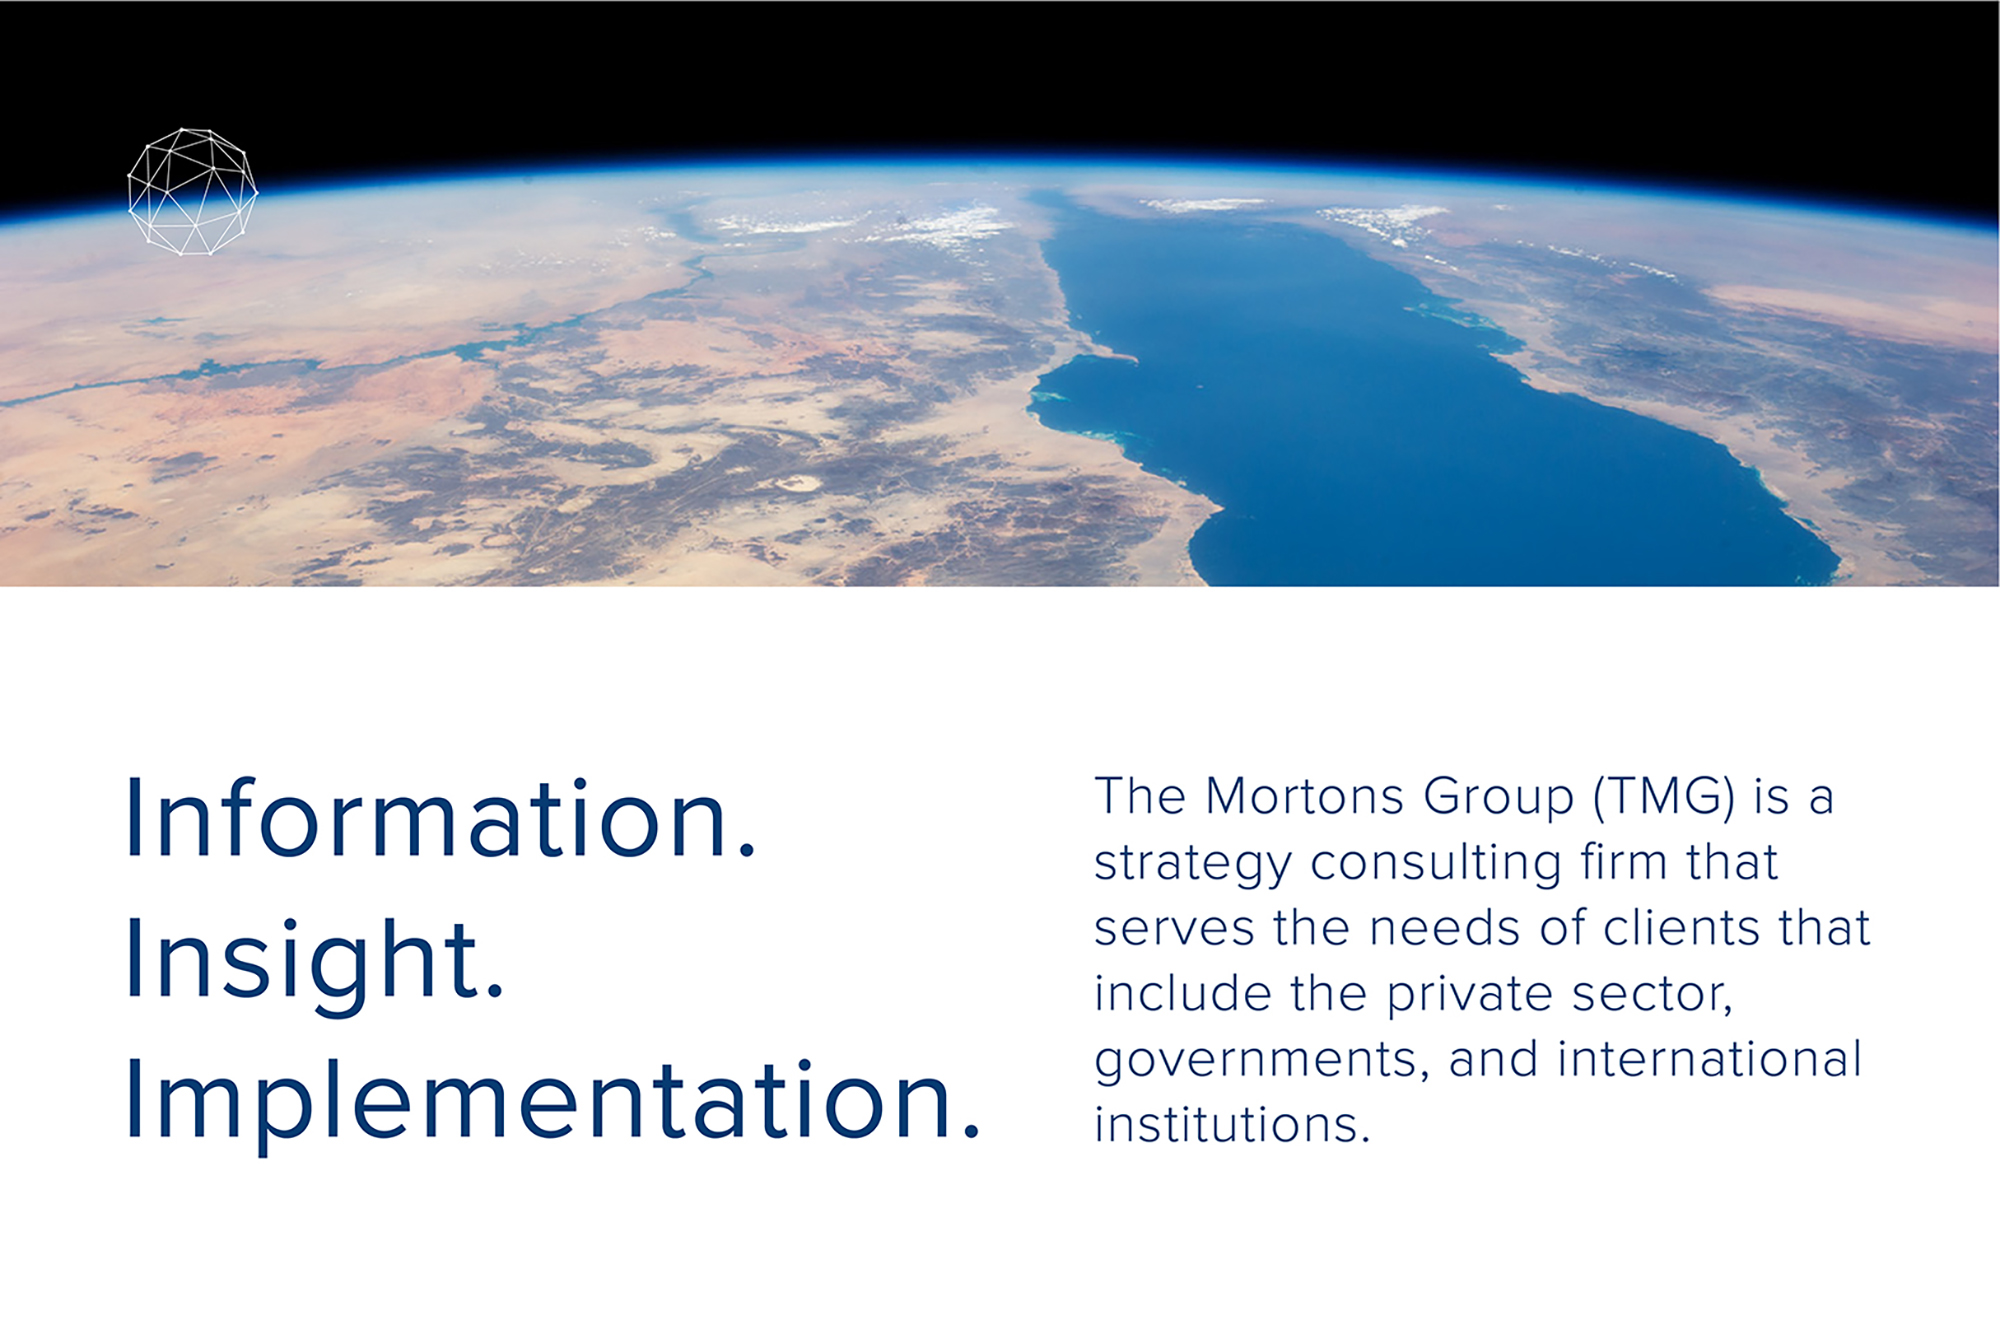 Information.
Insight.
Implementation.
The Mortons Group (TMG) is a
strategy consulting firm that
serves the needs of clients that
include the private sector,
governments, and international
institutions.